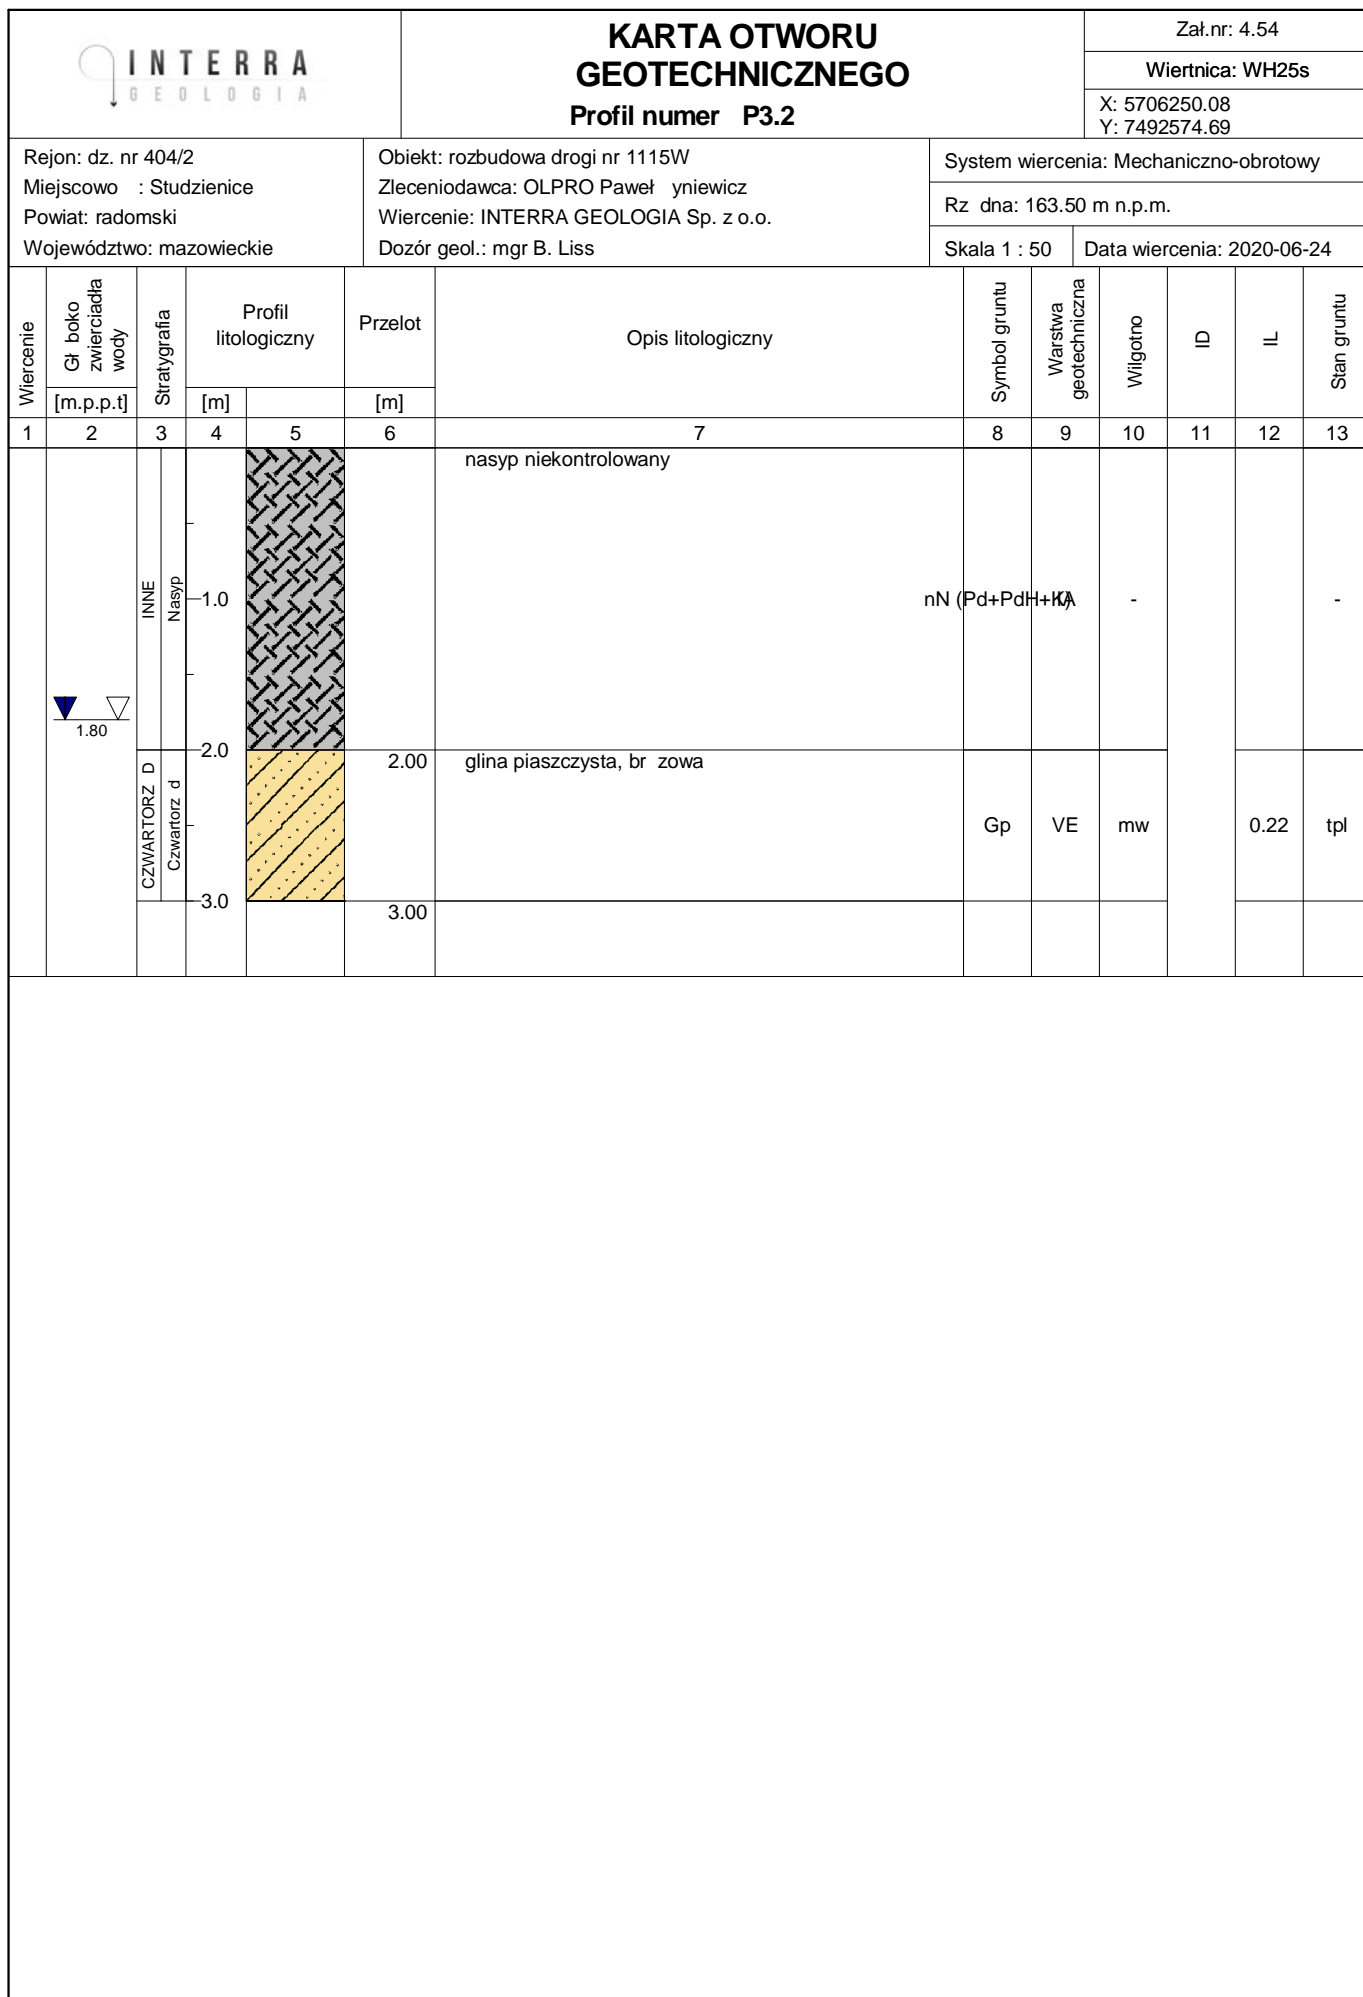 INTERRA
GEOLOGIA
KARTA OTWORU
GEOTECHNICZNEGO
Profil numer P3.2
Zał.nr: 4.54
Wiertnica: WH25s
X: 5706250.08
Y: 7492574.69
Rejon: dz. nr 404/2
Miejscowo : Studzienice
Powiat: radomski
Województwo: mazowieckie
Obiekt: rozbudowa drogi nr 1115W
Zleceniodawca: OLPRO Paweł yniewicz
Wiercenie: INTERRA GEOLOGIA Sp. z o.o.
Dozór geol.: mgr B. Liss
System wiercenia: Mechaniczno-obrotowy
Rz dna: 163.50 m n.p.m.
Skala 1 : 50
Data wiercenia: 2020-06-24
Wiercenie
Gł boko
zwierciadła
wody
[m.p.p.t]
Stratygrafia
Profil
litologiczny
[m]
Przelot
[m]
Opis litologiczny
Symbol gruntu
Warstwa
geotechniczna
Wilgotno
ID
IL
Stan gruntu
1 2 3 4 5 6 7 8 9 10 11 12 13
nasyp niekontrolowany
INNE
Nasyp
1.0
nN (Pd+PdH+K)
- -
1.80
2.0
2.00
glina piaszczysta, br zowa
CZWARTORZ D
Czwartorz d
Gp VE mw 0.22 tpl
3.0
3.00